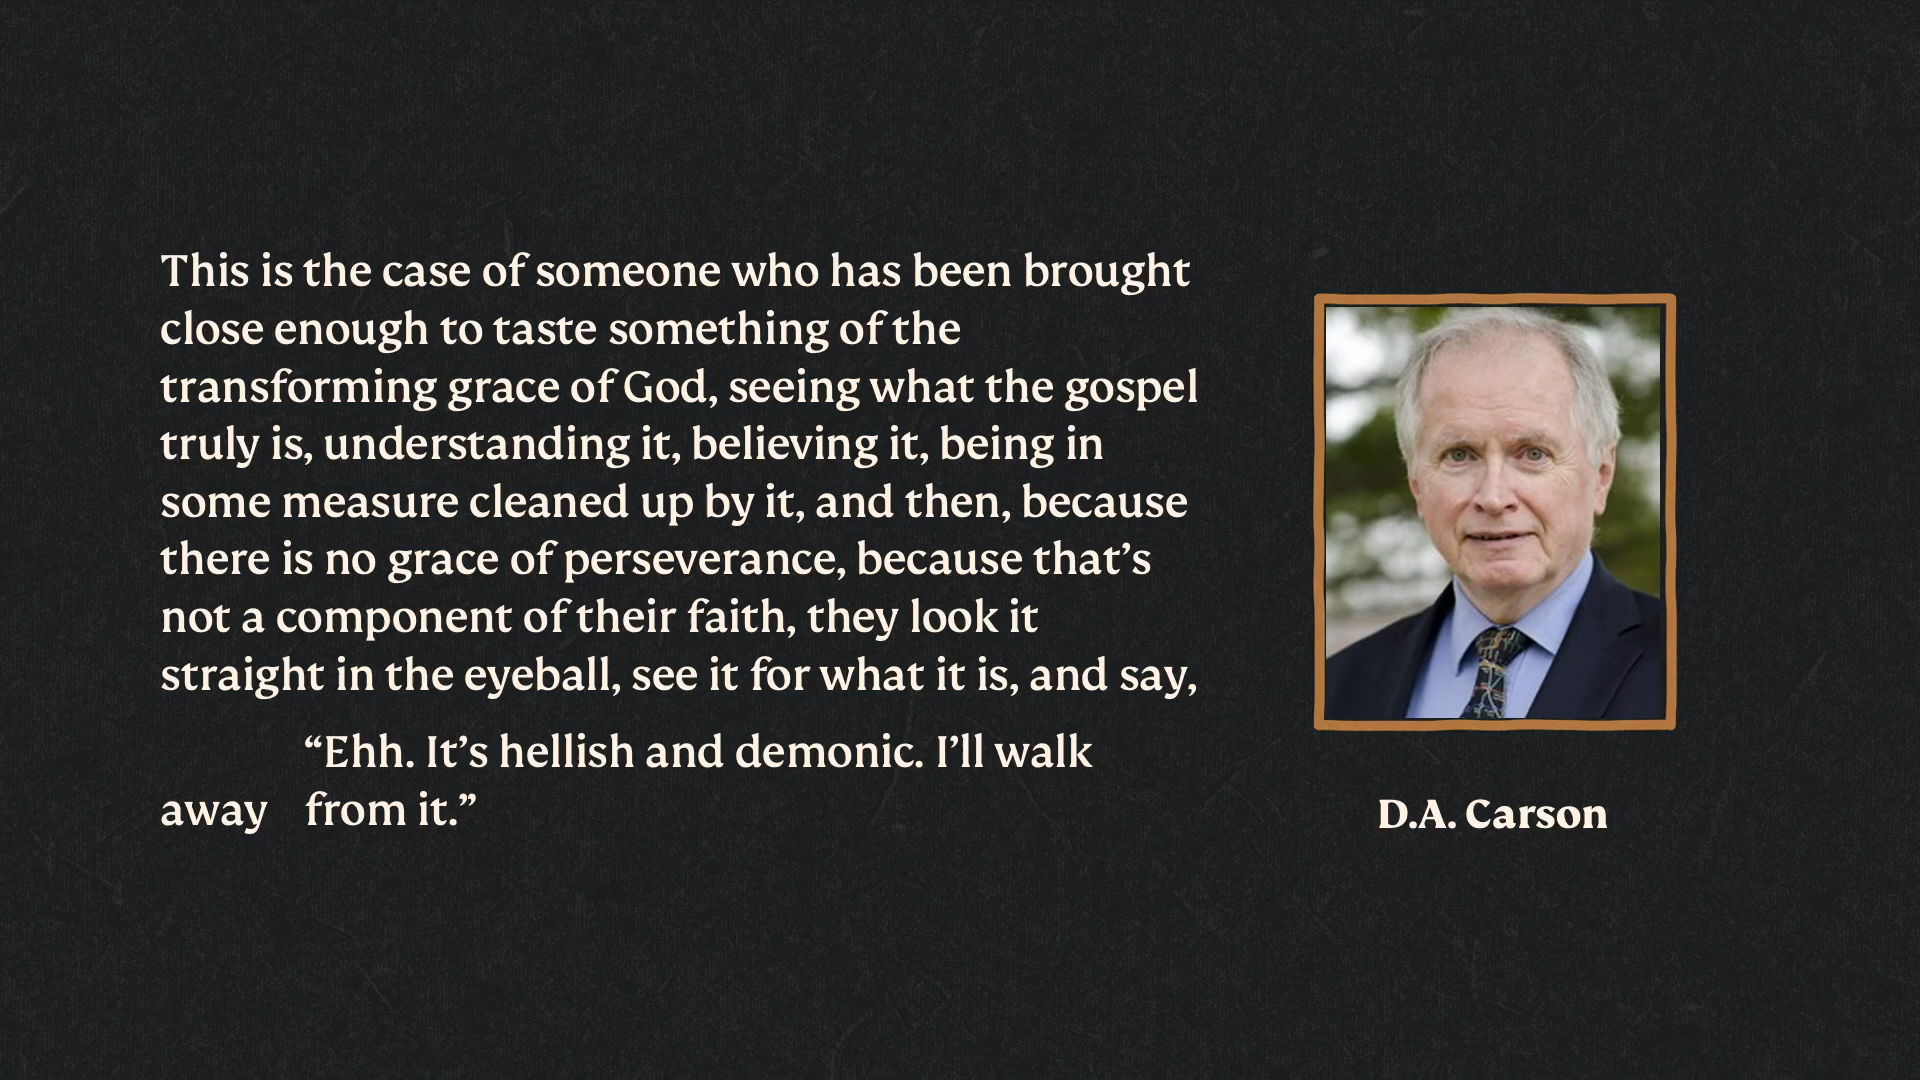 This is the case of someone who has been brought
close enough to taste something of the
transforming grace of God, seeing what the gospel
truly is, understanding it, believing it, being in
some measure cleaned up by it, and then, because
there is no grace of perseverance, because that’s
not a component of their faith, they look it
straight in the eyeball, see it for what it is, and say,
“Ehh. It’s hellish and demonic. I’ll walk
away from it.”
D.A. Carson